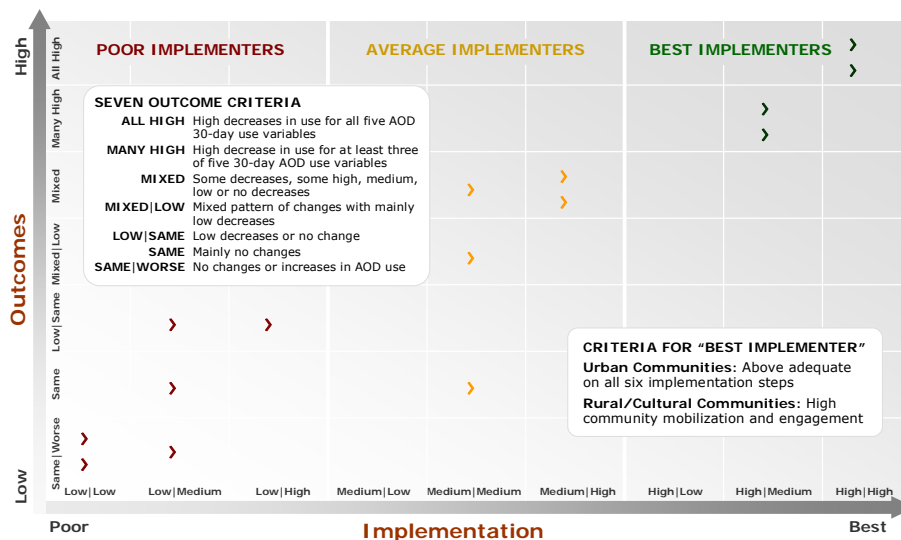 High
All High
Many High
Mixed
Mixed|Low
Low|Same
Same
Same|Worse
Low
Outcomes
POOR IMPLEMENTERS
AVERAGE IMPLEMENTERS
BEST IMPLEMENTERS
SEVEN OUTCOME CRITERIA
ALL HIGH High decreases in use for all five AOD
30-day use variables
MANY HIGH High decrease in use for at least three
of five 30-day AOD use variables
MIXED Some decreases, some high, medium,
low or no decreases
MIXED|LOW Mixed pattern of changes with mainly
low decreases
LOW|SAME Low decreases or no change
SAME Mainly no changes
SAME|WORSE No changes or increases in AOD use
CRITERIA FOR “BEST IMPLEMENTER”
Urban Communities: Above adequate
on all six implementation steps
Rural/Cultural Communities: High
community mobilization and engagement
Low|Low
Low|Medium
Low|High
Medium|Low
Medium|Medium
Medium|High
High|Low
High|Medium
High|High
Poor
Implementation
Best